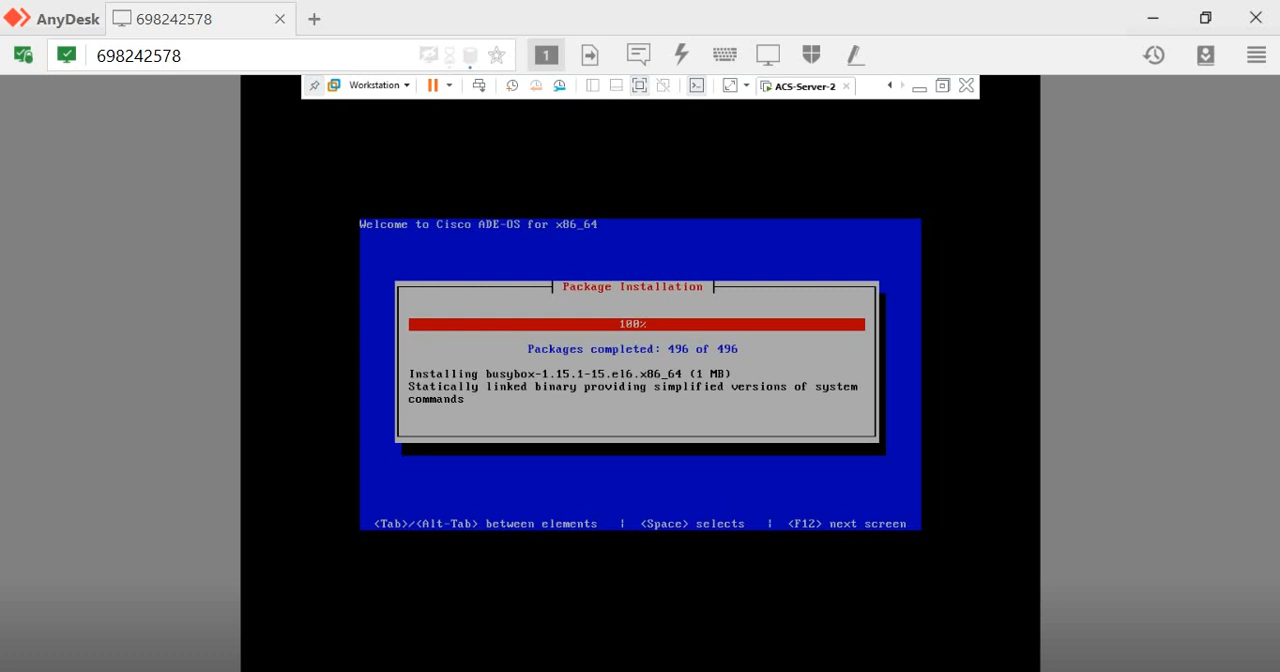 AnyDesk
698242578
698242578
1
Workstation
ACS-Server-2
Welcome to Cisco ADE-OS for x86_64
Package Installation
100%
Packages completed: 496 of 496
Installing busybox-1.15.1-15.el6.x86_64 (1 MB)
Statically linked binary providing simplified versions of system
commands
<Tab>/<Alt-Tab> between elements | <Space> selects | <F12> next screen